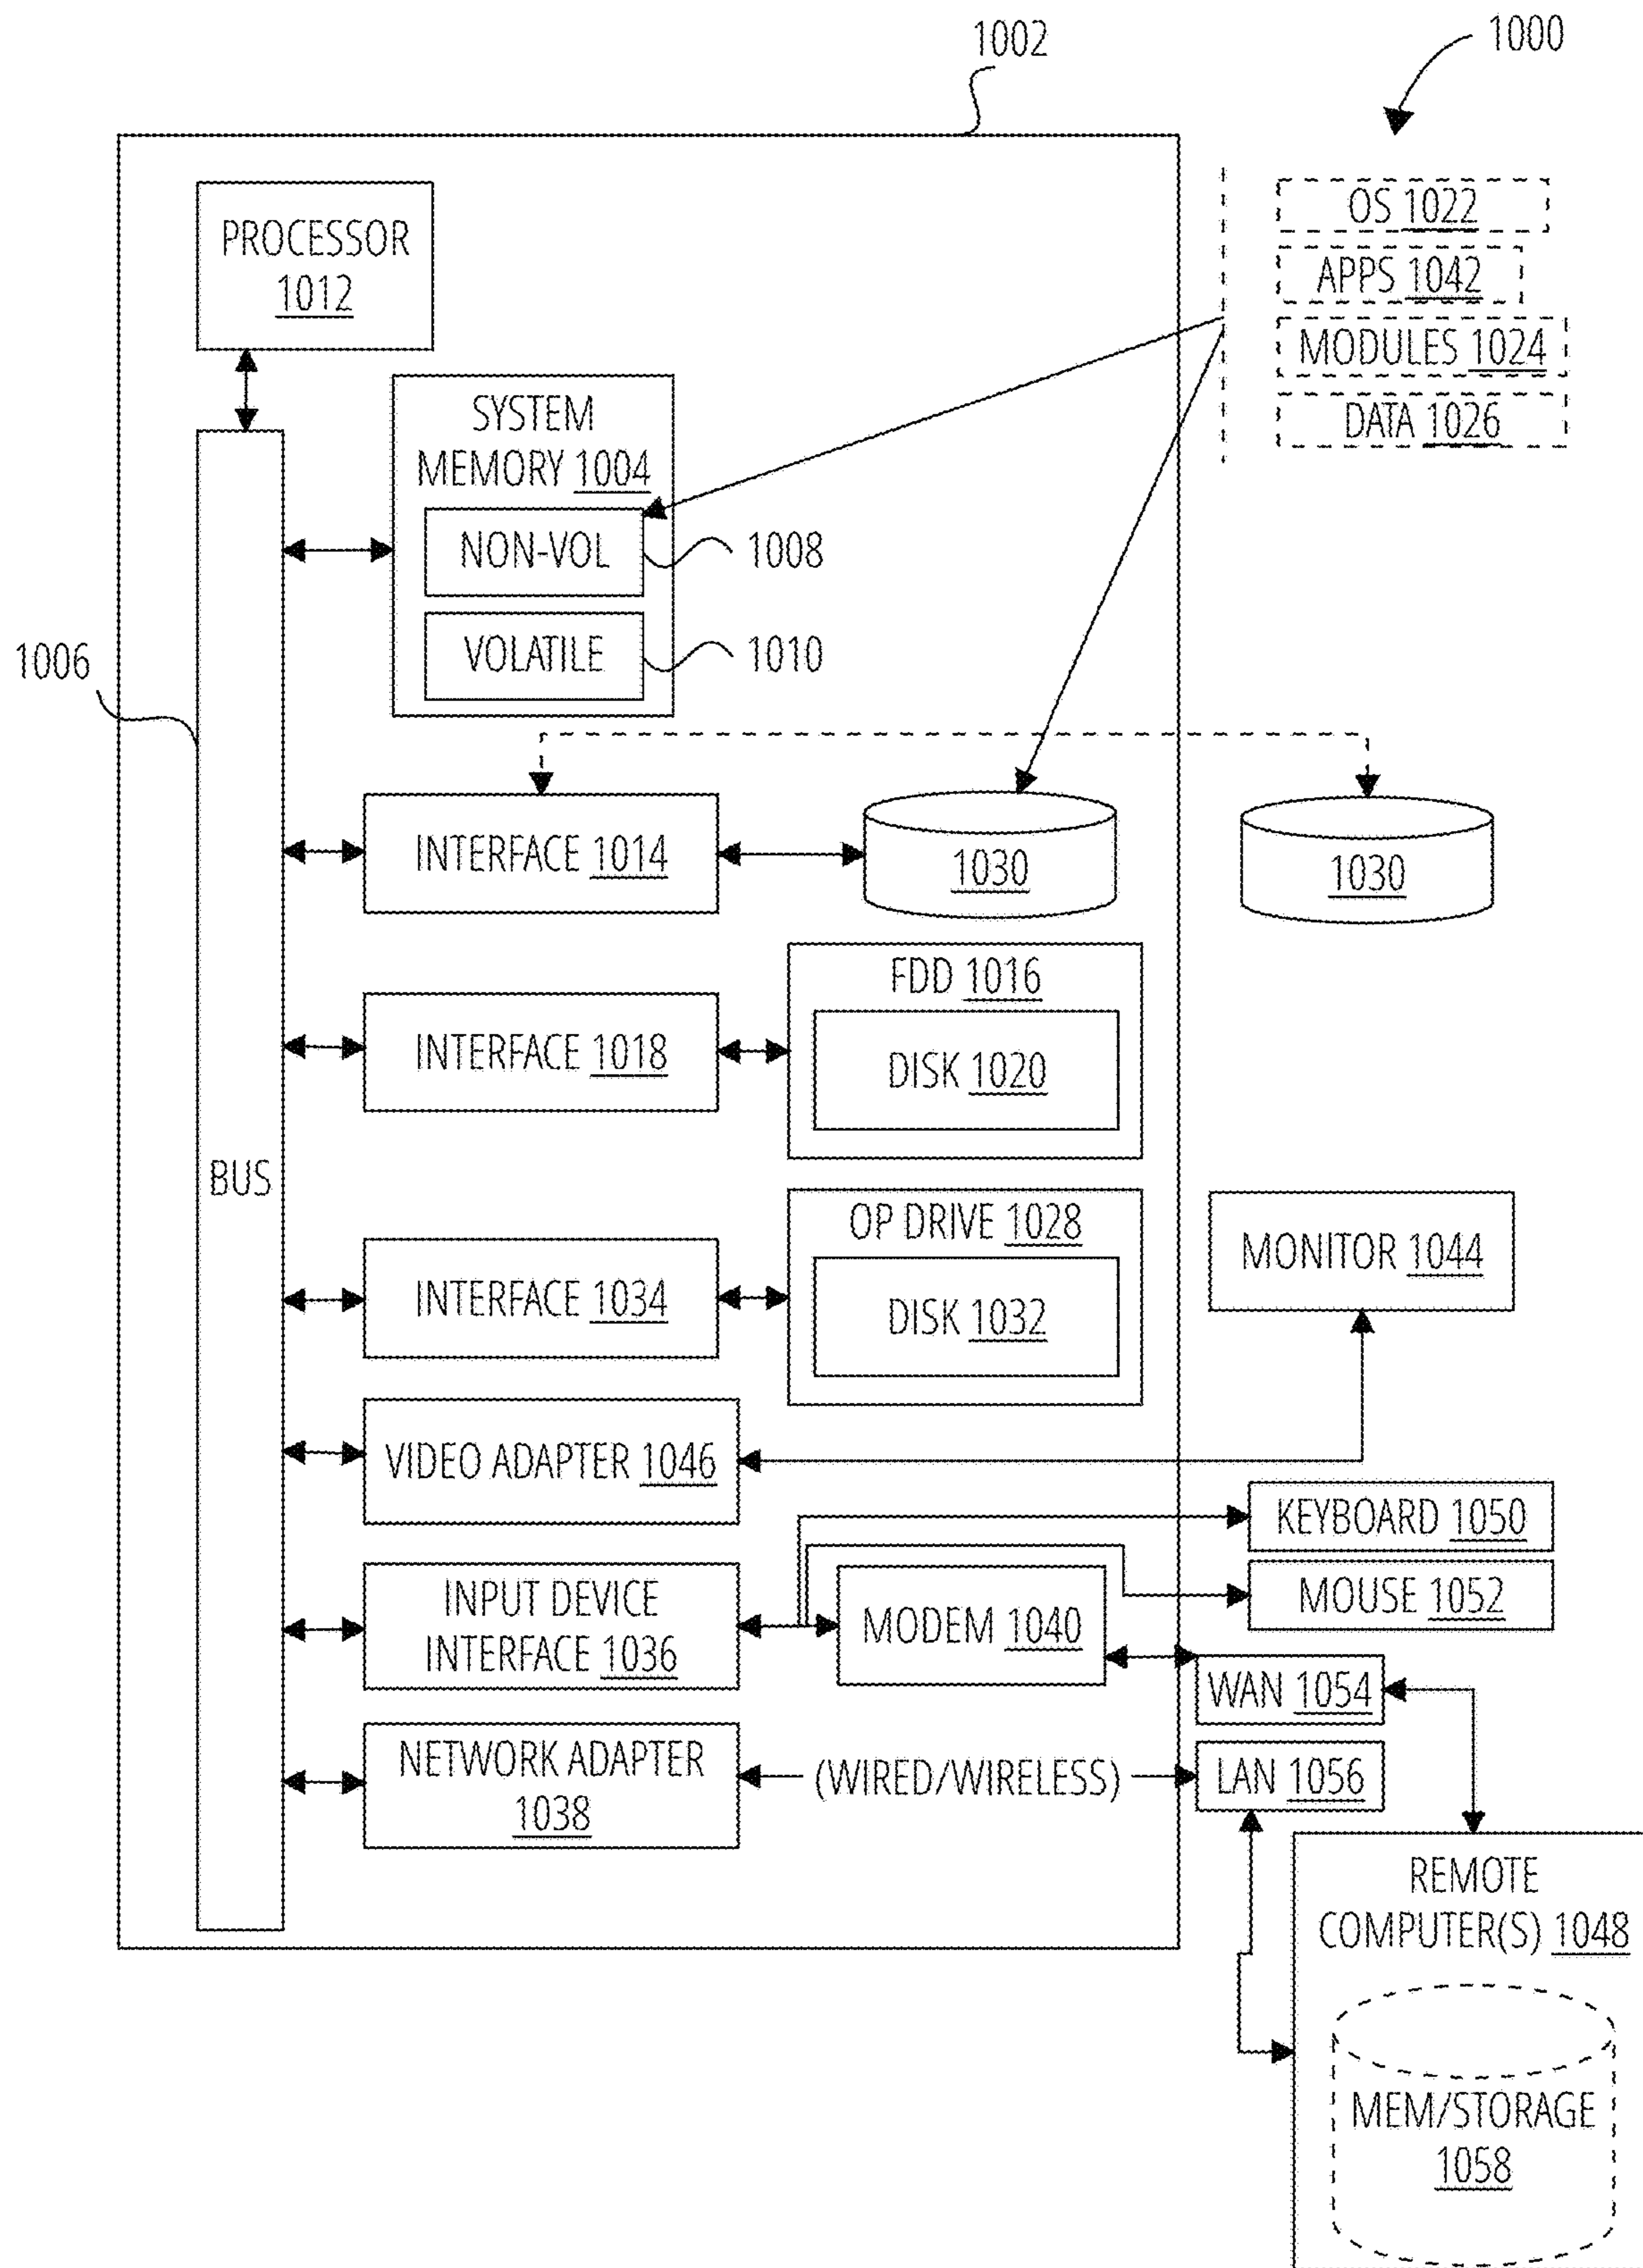 1002
1000
PROCESSOR
1012
OS 1022
APPS 1042
MODULES 1024
DATA 1026
SYSTEM
MEMORY 1004
NON-VOL
1008
VOLATILE
1010
1006
INTERFACE 1014
1030
1030
FDD 1016
INTERFACE 1018
DISK 1020
BUS
OP DRIVE 1028
MONITOR 1044
INTERFACE 1034
DISK 1032
VIDEO ADAPTER 1046
KEYBOARD 1050
INPUT DEVICE
INTERFACE 1036
MODEM 1040
MOUSE 1052
WAN 1054
NETWORK ADAPTER
1038
(WIRED/WIRELESS)
LAN 1056
REMOTE
COMPUTER(S) 1048
MEM/STORAGE
1058